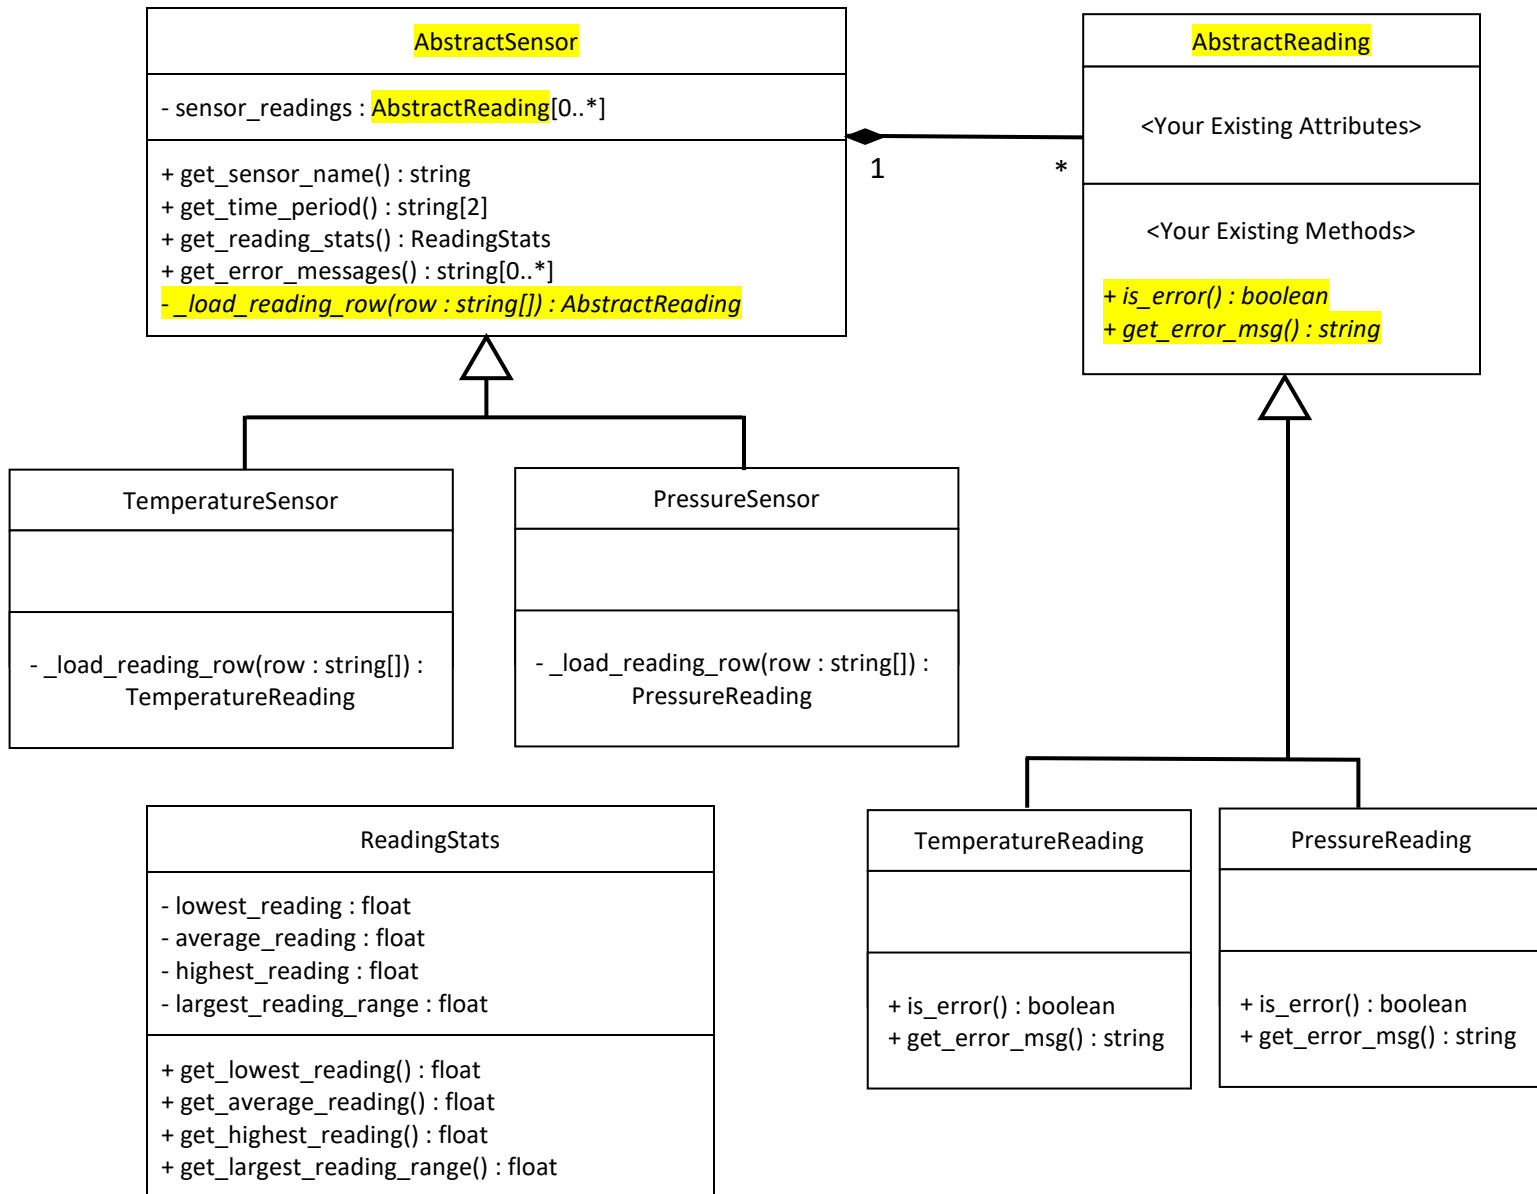 AbstractSensor
- sensor_readings : AbstractReading[0..*]
+ get_sensor_name() : string
+ get_time_period() : string[2]
+ get_reading_stats() : ReadingStats
+ get_error_messages() : string[0..*]
- _load_reading_row(row : string[]) : AbstractReading
1
*
AbstractReading
<Your Existing Attributes>
<Your Existing Methods>
+ is_error() : boolean
+ get_error_msg() : string
TemperatureSensor
- _load_reading_row(row : string[]) :
TemperatureReading
PressureSensor
- _load_reading_row(row : string[]) :
PressureReading
ReadingStats
- lowest_reading : float
- average_reading : float
- highest_reading : float
- largest_reading_range : float
+ get_lowest_reading() : float
+ get_average_reading() : float
+ get_highest_reading() : float
+ get_largest_reading_range() : float
TemperatureReading
+ is_error() : boolean
+ get_error_msg() : string
PressureReading
+ is_error() : boolean
+ get_error_msg() : string